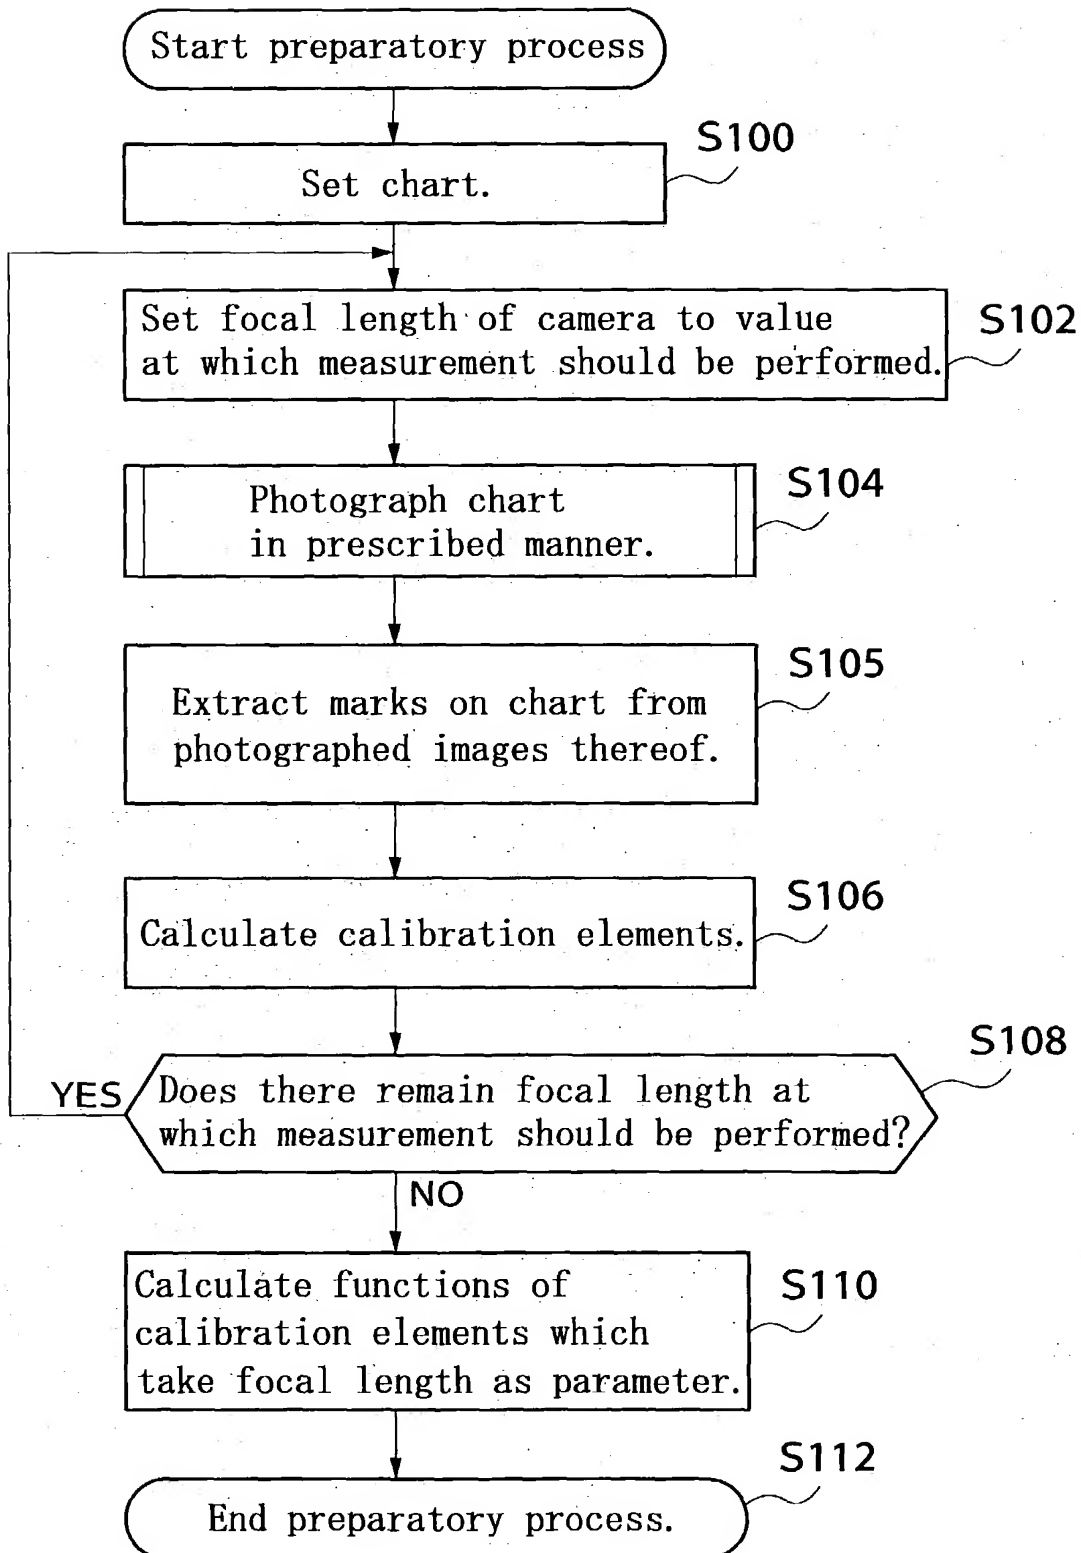 Start preparatory process
S100
Set chart.
S102
Set focal length of camera to value
at which measurement should be performed.
S104
Photograph chart
in prescribed manner.
S105
Extract marks on chart from
photographed images thereof.
S106
Calculate calibration elements.
S108
YES
Does there remain focal length at
which measurement should be performed?
NO
S110
Calculate functions of
calibration elements which
take focal length as parameter.
S112
End preparatory process.